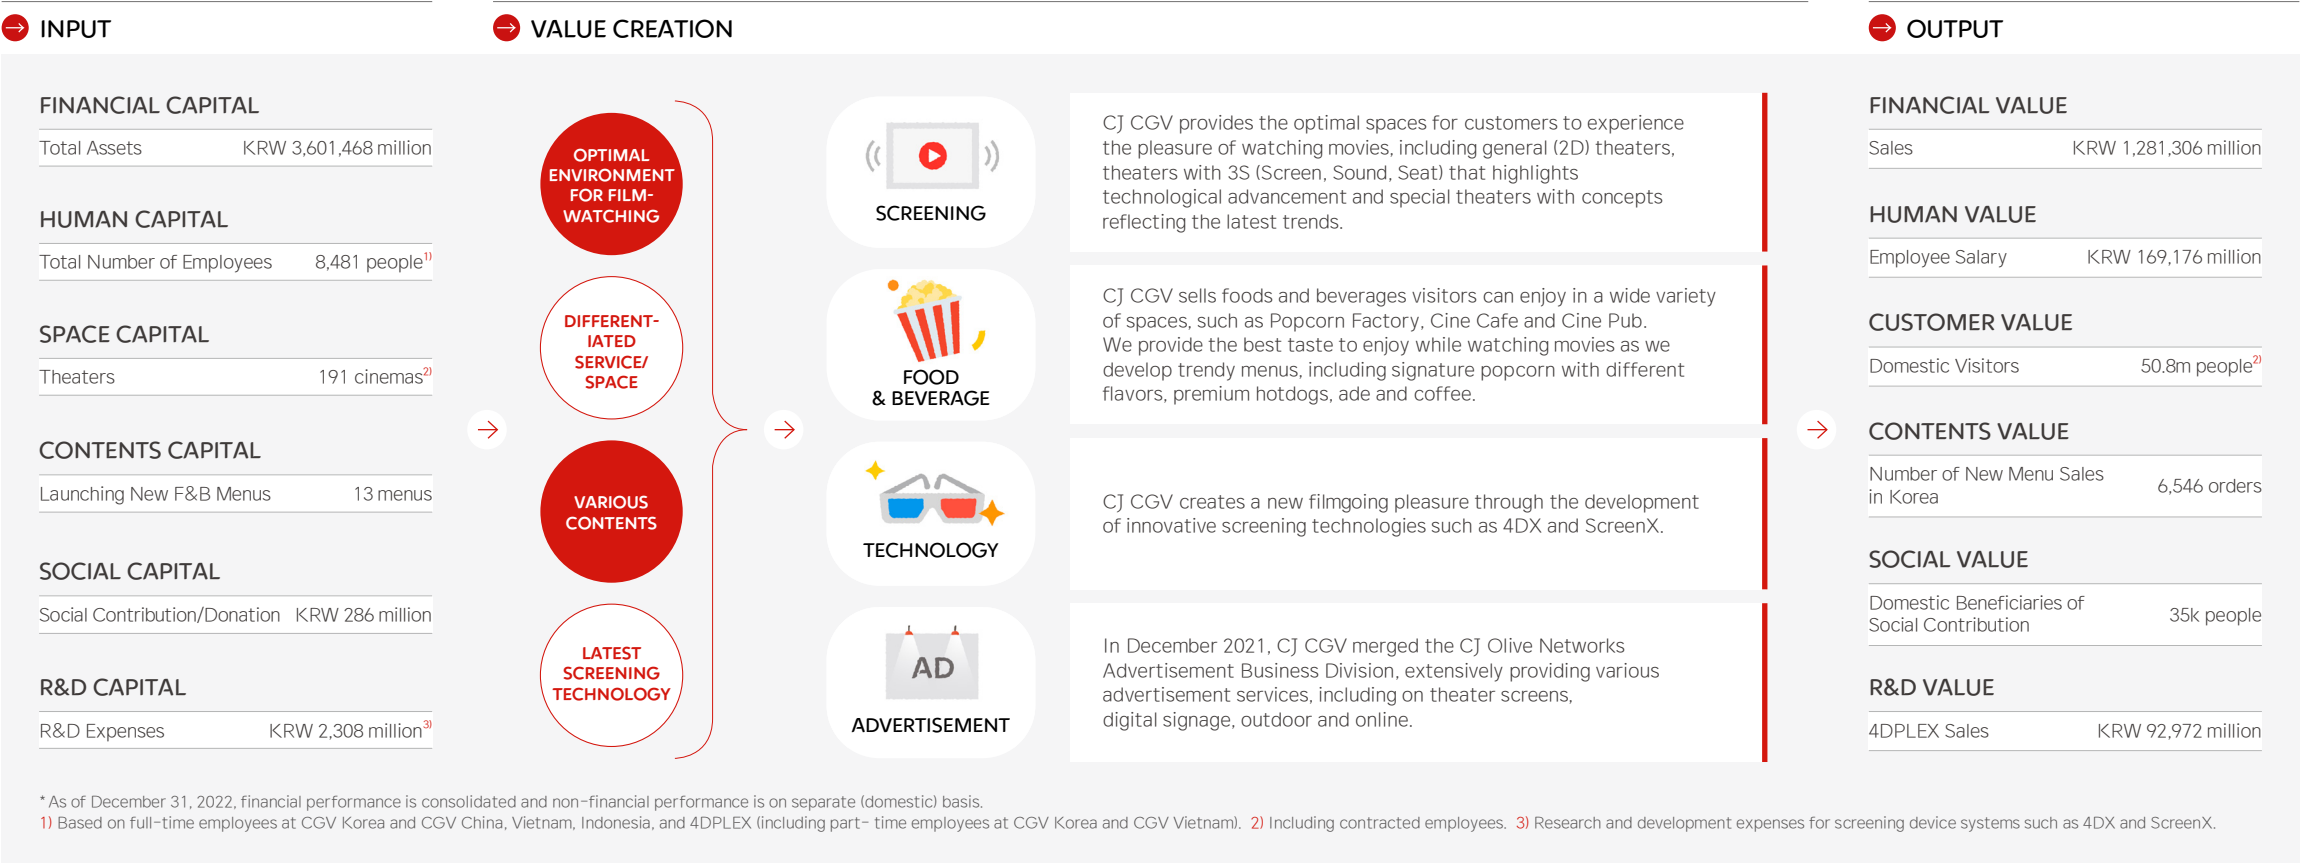 INPUT
FINANCIAL CAPITAL
Total Assets KRW 3,601,468 million
HUMAN CAPITAL
Total Number of Employees 8,481 people1)
SPACE CAPITAL
Theaters 191 cinemas2)
CONTENTS CAPITAL
Launching New F&B Menus 13 menus
SOCIAL CAPITAL
Social Contribution/Donation KRW 286 million
R&D CAPITAL
R&D Expenses KRW 2,308 million3)
VALUE CREATION
OPTIMAL
ENVIRONMENT
FOR FILM-
WATCHING
DIFFERENT-
IATED
SERVICE/
SPACE
VARIOUS
CONTENTS
LATEST
SCREENING
TECHNOLOGY
SCREENING
CJ CGV provides the optimal spaces for customers to experience
the pleasure of watching movies, including general (2D) theaters,
theaters with 3S (Screen, Sound, Seat) that highlights
technological advancement and special theaters with concepts
reflecting the latest trends.
FOOD
& BEVERAGE
CJ CGV sells foods and beverages visitors can enjoy in a wide variety
of spaces, such as Popcorn Factory, Cine Cafe and Cine Pub.
We provide the best taste to enjoy while watching movies as we
develop trendy menus, including signature popcorn with different
flavors, premium hotdogs, ade and coffee.
TECHNOLOGY
CJ CGV creates a new filmgoing pleasure through the development
of innovative screening technologies such as 4DX and ScreenX.
AD
ADVERTISEMENT
In December 2021, CJ CGV merged the CJ Olive Networks
Advertisement Business Division, extensively providing various
advertisement services, including on theater screens,
digital signage, outdoor and online.
OUTPUT
FINANCIAL VALUE
Sales KRW 1,281,306 million
HUMAN VALUE
Employee Salary KRW 169,176 million
CUSTOMER VALUE
Domestic Visitors 50.8m people2)
CONTENTS VALUE
Number of New Menu Sales
in Korea 6,546 orders
SOCIAL VALUE
Domestic Beneficiaries of
Social Contribution 35k people
R&D VALUE
4DPLEX Sales KRW 92,972 million
* As of December 31, 2022, financial performance is consolidated and non-financial performance is on separate (domestic) basis.
1) Based on full-time employees at CGV Korea and CGV China, Vietnam, Indonesia, and 4DPLEX (including part- time employees at CGV Korea and CGV Vietnam). 2) Including contracted employees. 3) Research and development expenses for screening device systems such as 4DX and ScreenX.